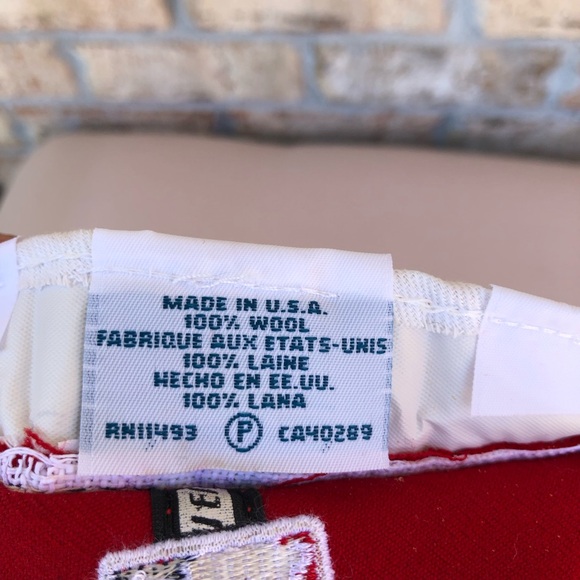 MADE IN U.S.A.
100% WOOL
FABRIQUE AUX ETATS-UNIS
100% LAINE
HECHO EN EE.UU.
100% LANA
RN11493 P CA40289